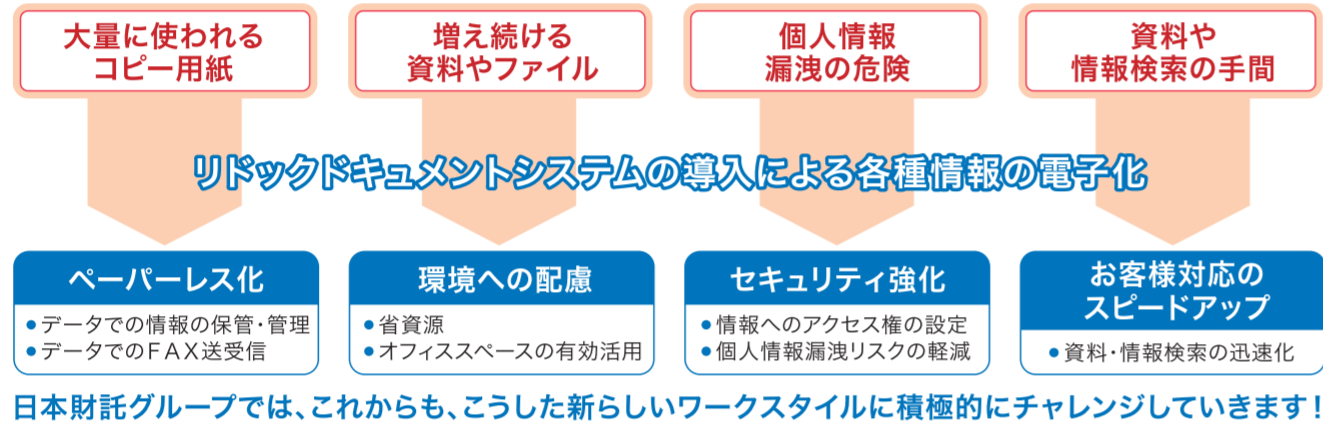 大量に使われる
コピー用紙
増え続ける
資料やファイル
個人情報
漏洩の危険
資料や
情報検索の手間
リドックドキュメントシステムの導入による各種情報の電子化
ペーパーレス化
•データでの情報の保管・管理
•データでのFAX送受信
環境への配慮
•省資源
•オフィススペースの有効活用
セキュリティ強化
•情報へのアクセス権の設定
•個人情報漏洩リスクの軽減
お客様対応の
スピードアップ
•資料・情報検索の迅速化
日本財託グループでは、これからも、こうした新らしいワークスタイルに積極的にチャレンジしていきます!